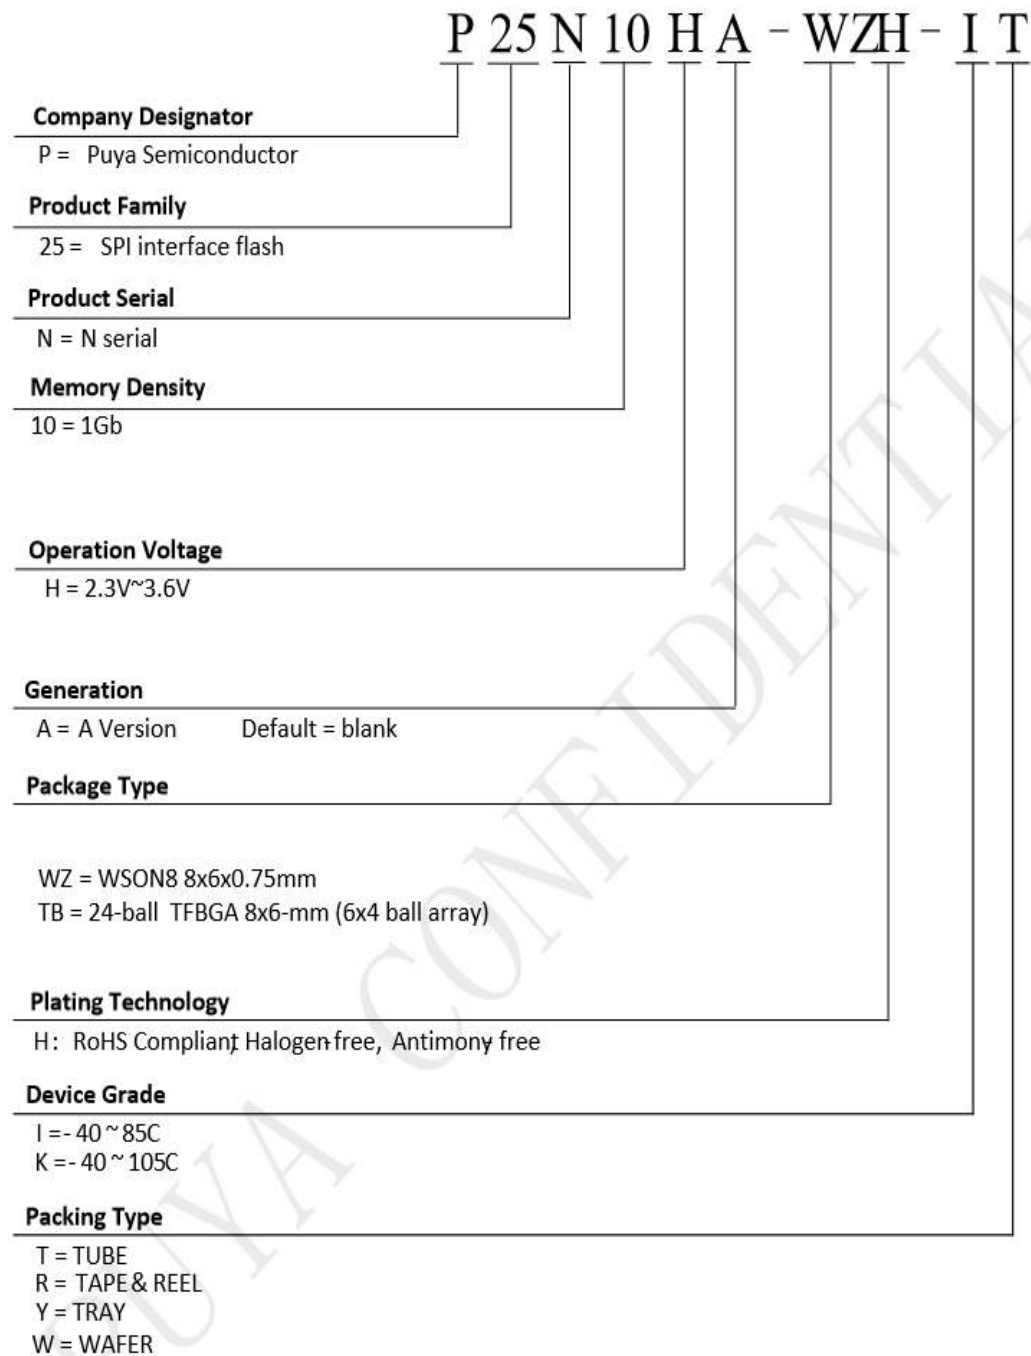 P 25 N 10 H A - WZH - I T
Company Designator
P = Puya Semiconductor
Product Family
25 = SPI interface flash
Product Serial
N = N serial
Memory Density
10 = 1Gb
Operation Voltage
H = 2.3V~3.6V
Generation
A = A Version Default = blank
Package Type
WZ = WSON8 8x6x0.75mm
TB = 24-ball TFBGA 8x6-mm (6x4 ball array)
Plating Technology
H: RoHS Compliant, Halogen-free, Antimony-free
Device Grade
I =- 40 ~ 85C
K =- 40 ~ 105C
Packing Type
T = TUBE
R = TAPE & REEL
Y = TRAY
W = WAFER
PUYA CONFIDENTIA